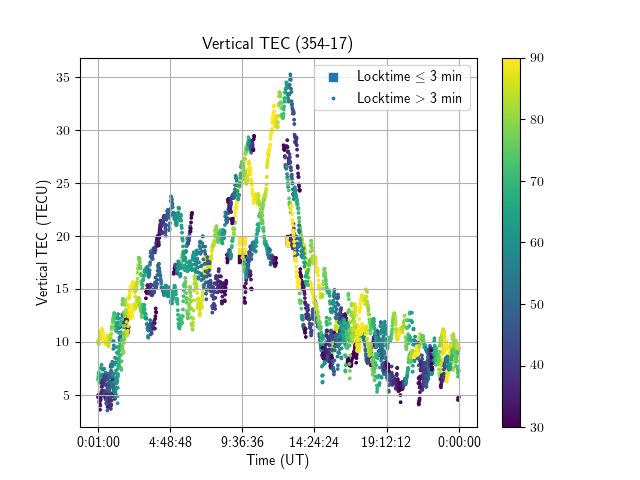 Vertical TEC (354-17)
Locktime ≤ 3 min
Locktime > 3 min
Vertical TEC (TECU)
35
30
25
20
15
10
5
0:01:00 4:48:48 9:36:36 14:24:24 19:12:12 0:00:00
Time (UT)
90
80
70
60
50
40
30